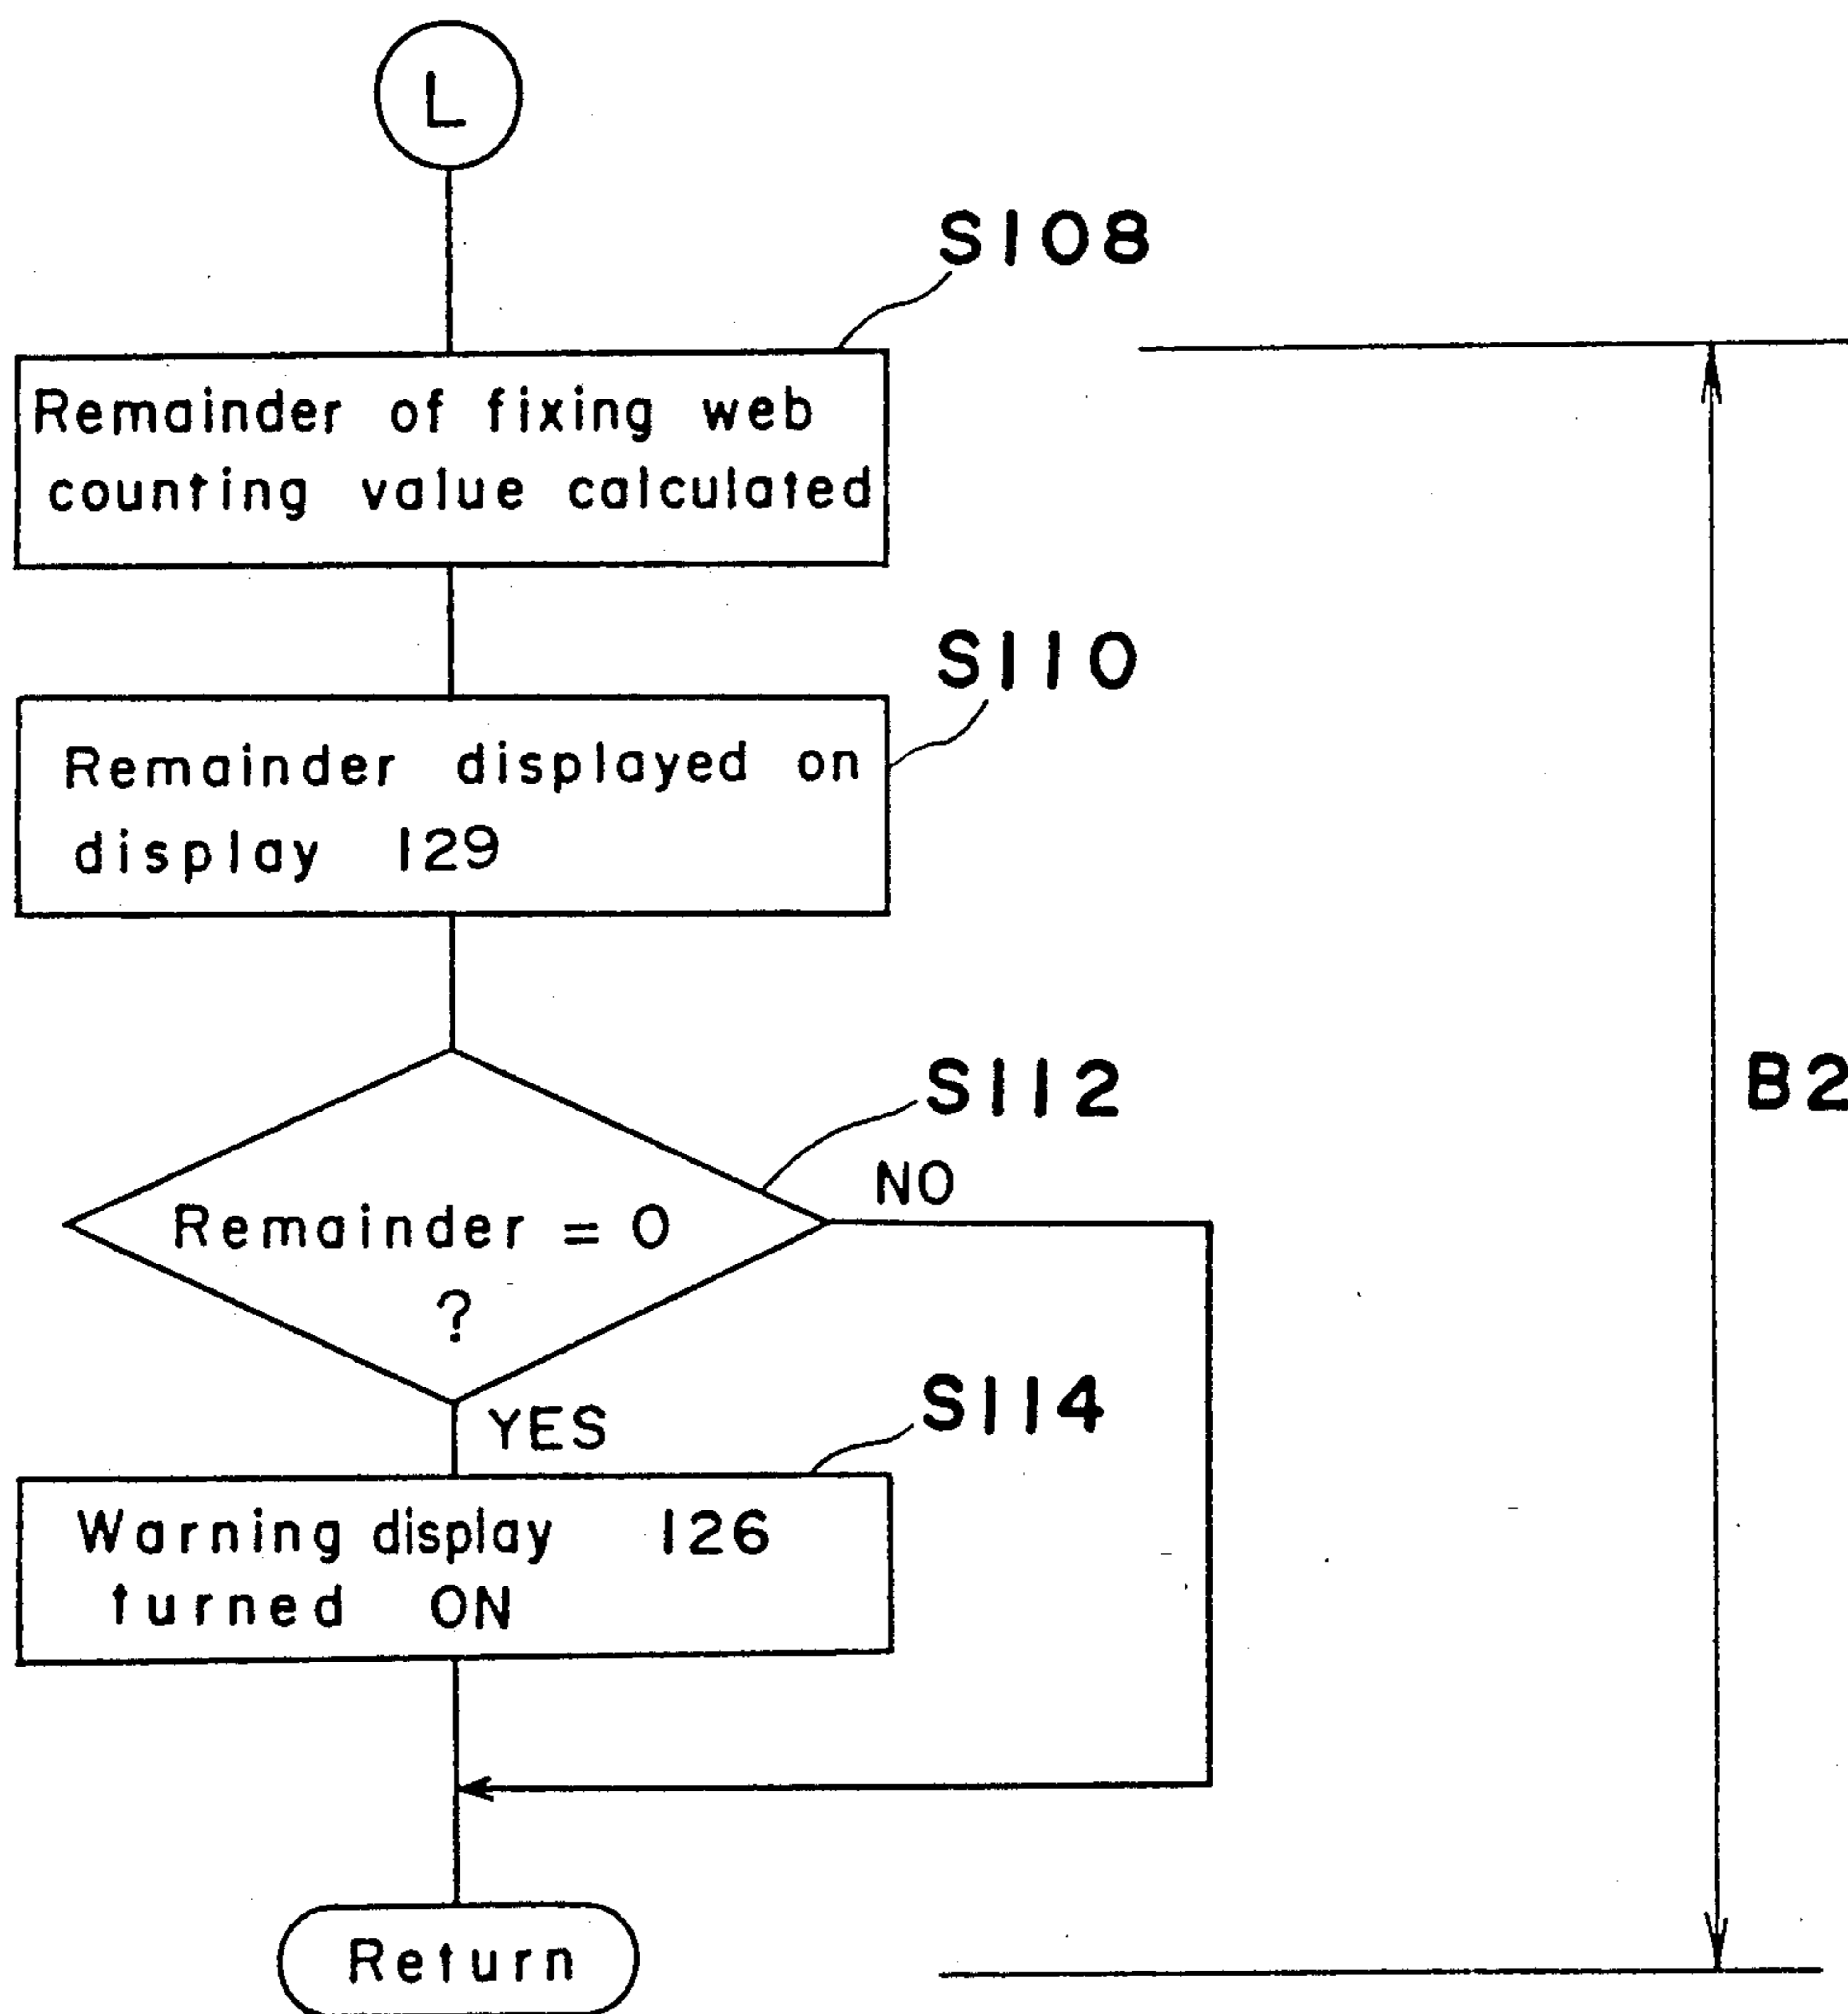 L
S108
Remainder of fixing web
counting value calculated
S110
Remainder displayed on
display 129
S112
B2
NO
Remainder = 0
?
S114
YES
Warning display 126
turned ON
Return